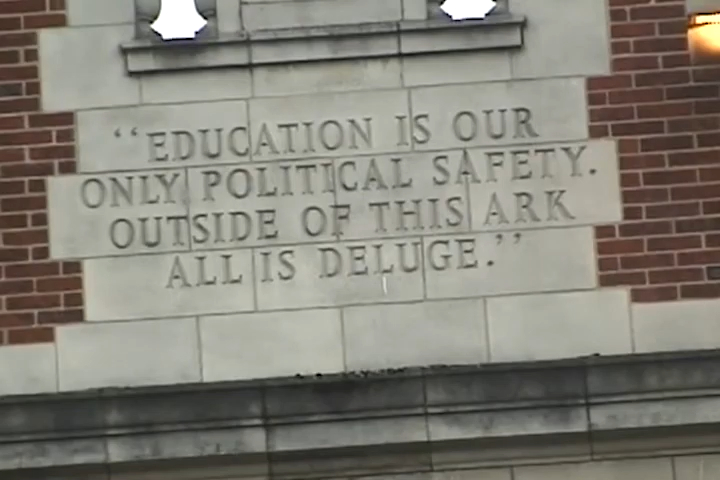 “EDUCATION IS OUR
ONLY POLITICAL SAFETY.
OUTSIDE OF THIS ARK
ALL IS DELUGE.”